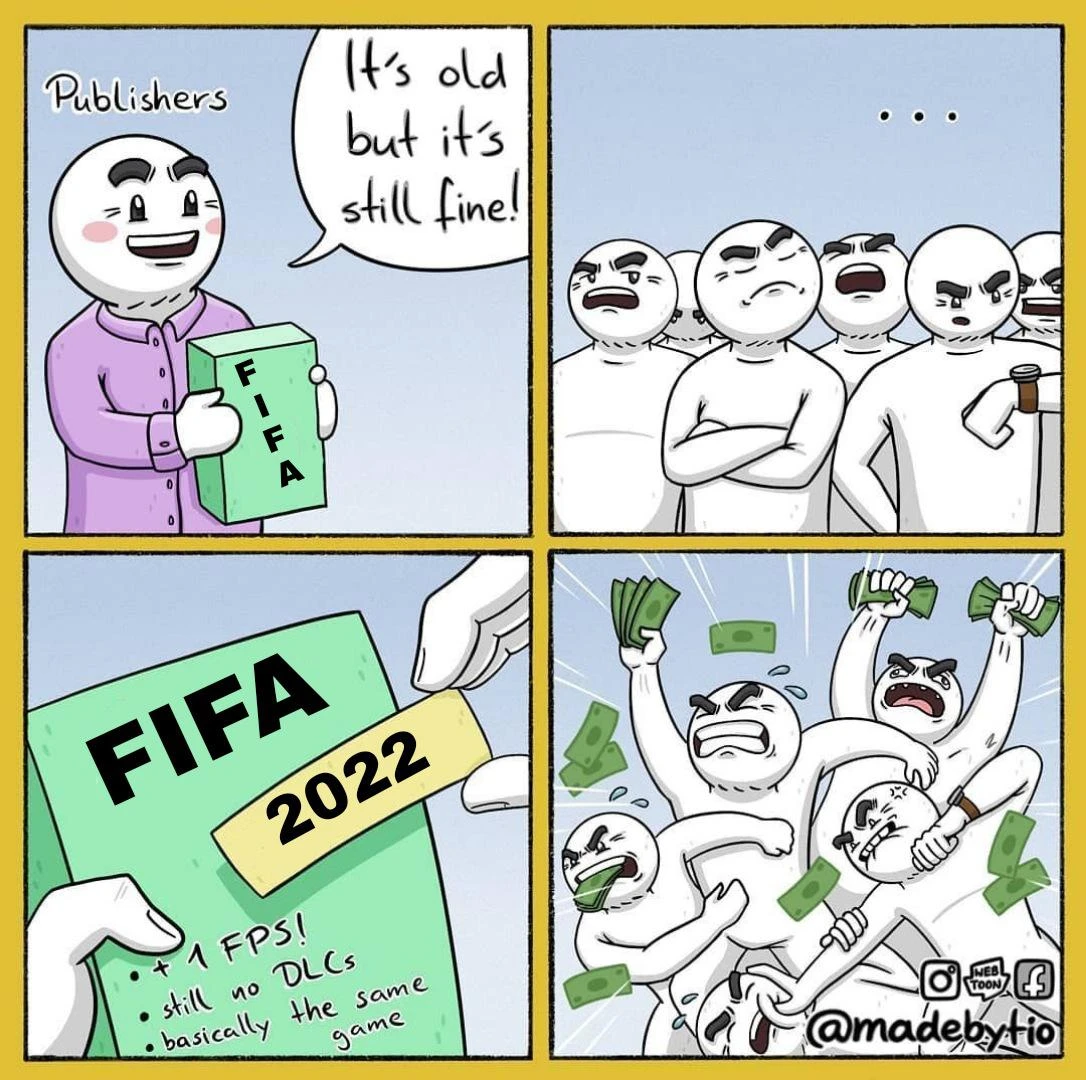 Publishers
It's old
but it's
still fine!
FIFA
. . .
FIFA
2022
• + 1 FPS!
• still no DLCs
• basically the same
game
WEB
TOON
@madebytio